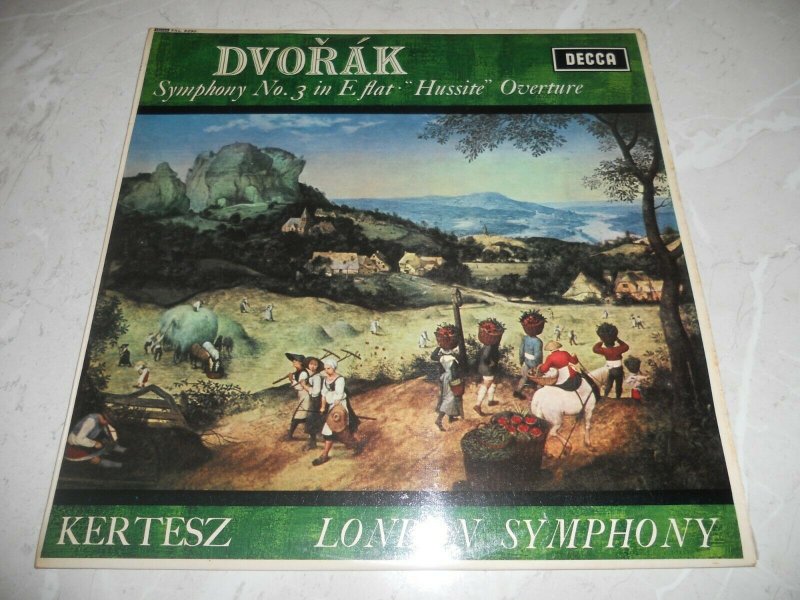 DVOŘÁK
DECCA
Symphony No. 3 in E flat · "Hussite" Overture
KERTESZ
LONDON SYMPHONY